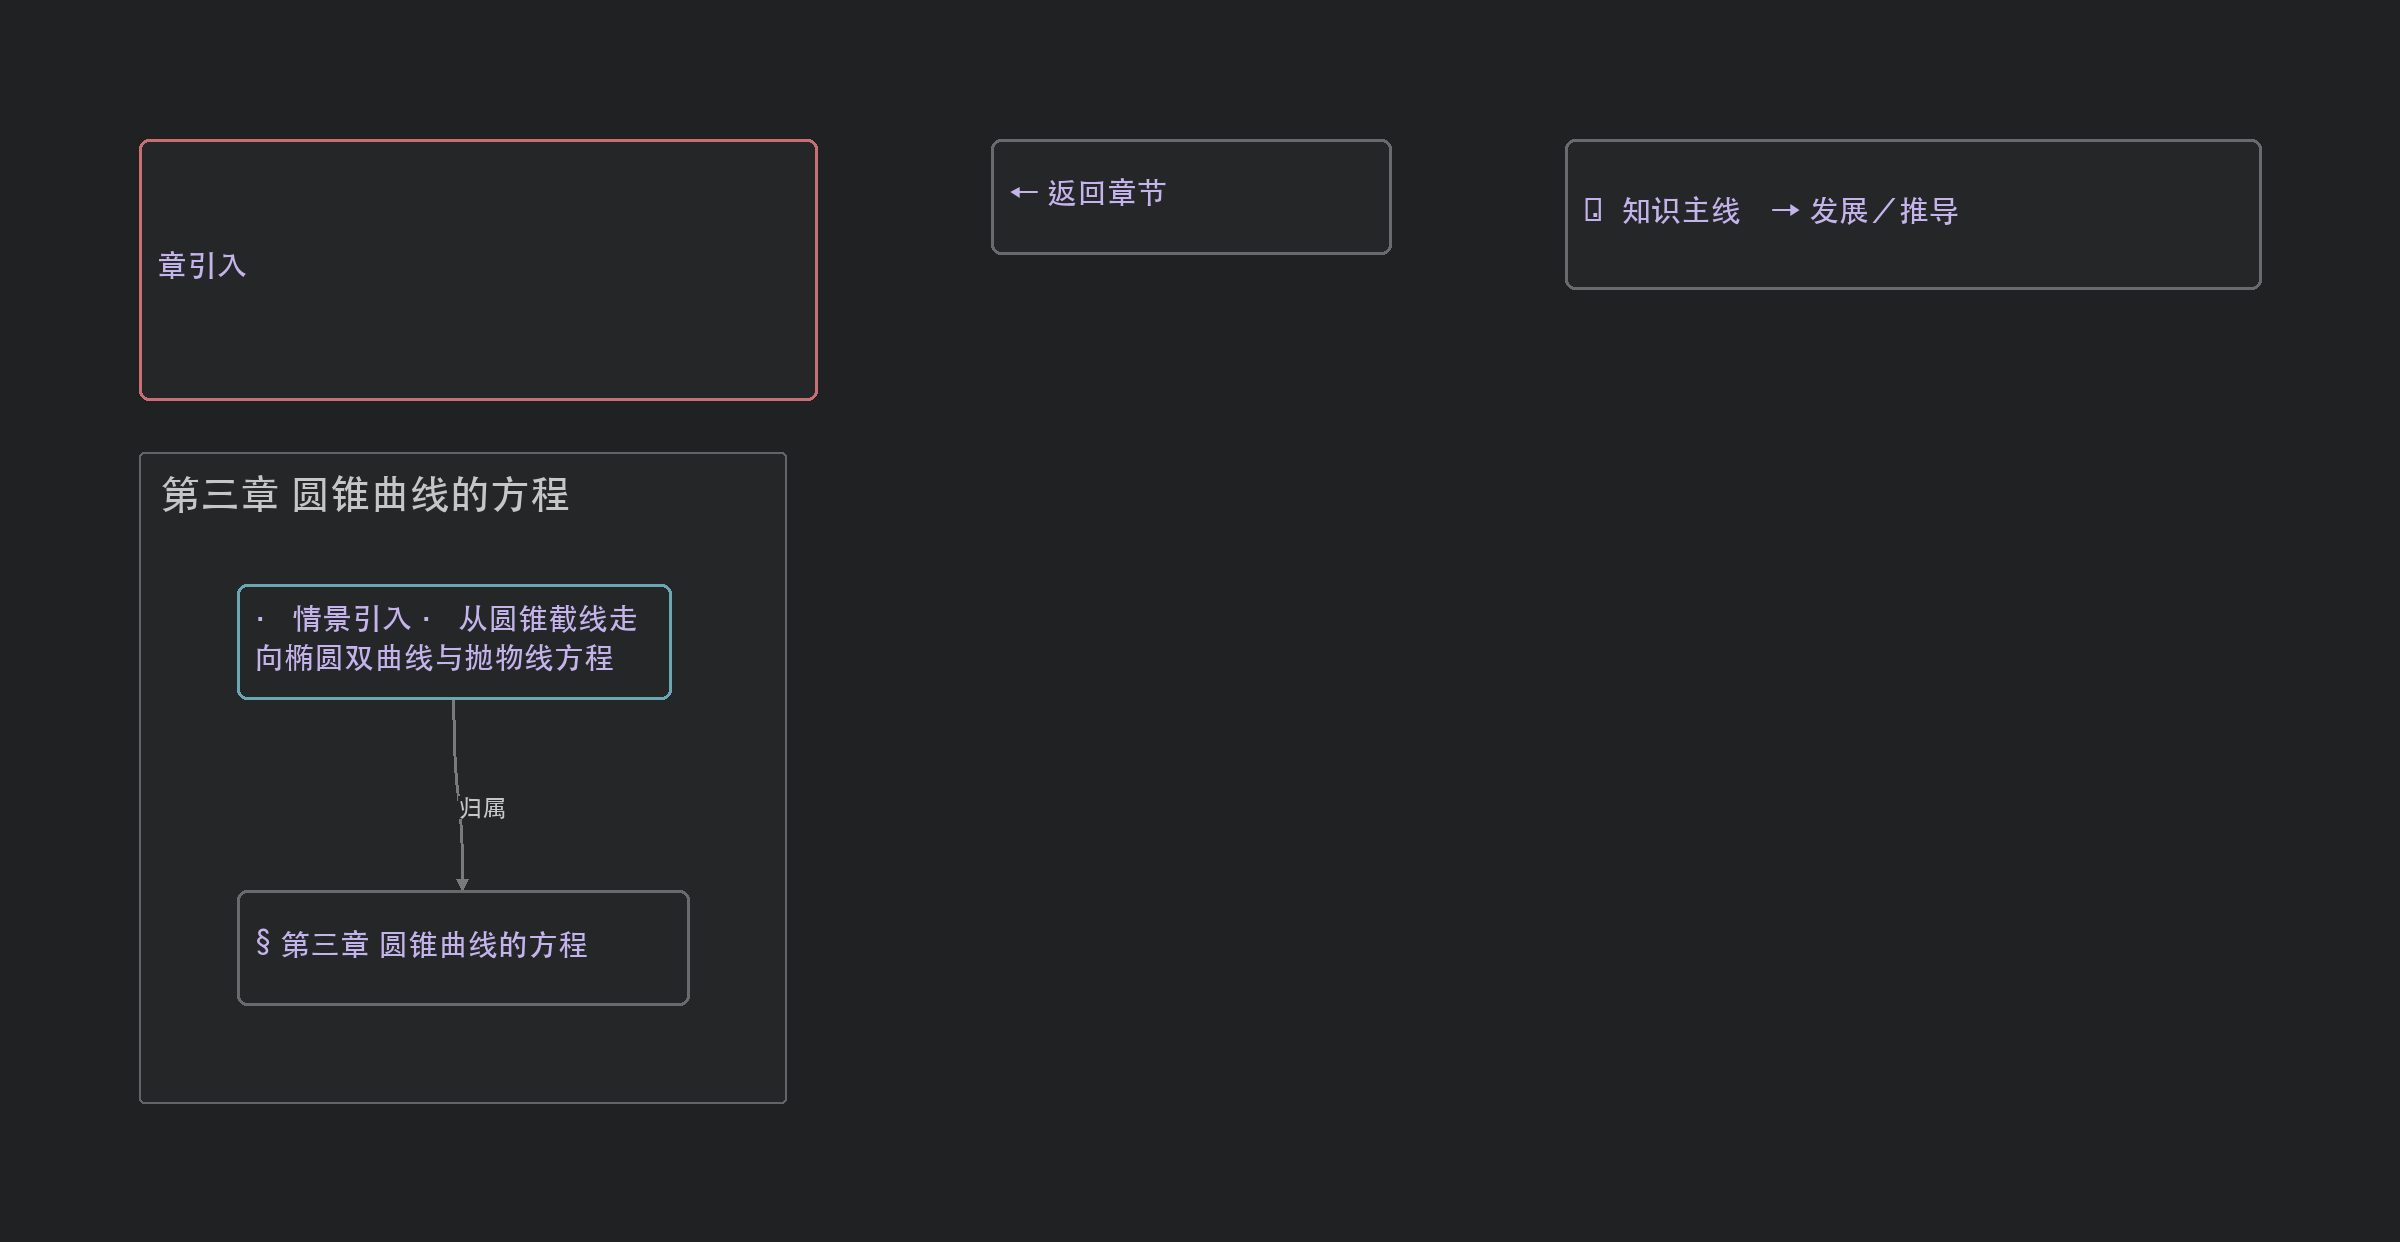 章引入
← 返回章节
知识主线 → 发展／推导
第三章 圆锥曲线的方程
· 情景引入 · 从圆锥截线走
向椭圆双曲线与抛物线方程
归属
§ 第三章 圆锥曲线的方程